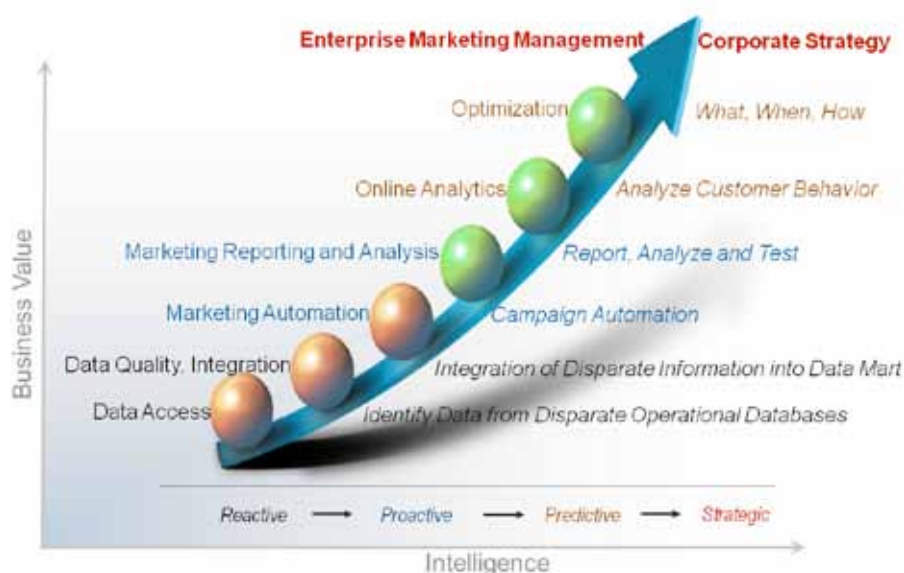 Enterprise Marketing Management Corporate Strategy
Optimization What, When, How
Online Analytics Analyze Customer Behavior
Marketing Reporting and Analysis Report, Analyze and Test
Marketing Automation Campaign Automation
Data Quality, Integration Integration of Disparate Information into Data Mart
Data Access Identify Data from Disparate Operational Databases
Business Value
Reactive Proactive Predictive Strategic
Intelligence